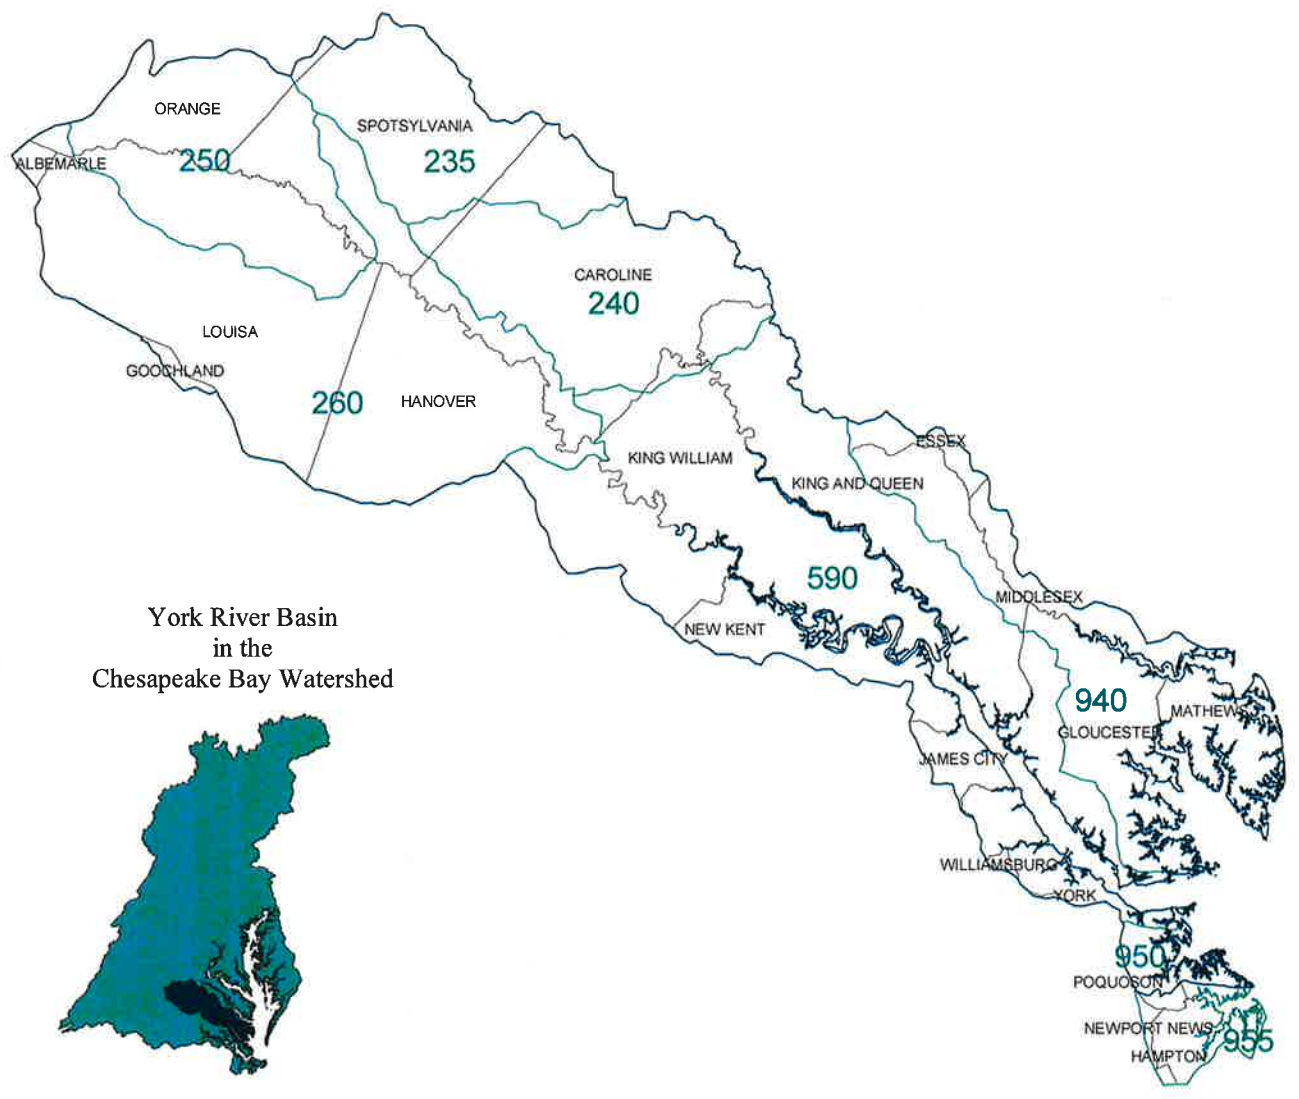 ORANGE
SPOTSYLVANIA
ALBEMARLE
250
235
CAROLINE
240
LOUISA
GOOCHLAND
260
HANOVER
KING WILLIAM
ESSEX
KING AND QUEEN
590
MIDDLESEX
NEW KENT
York River Basin
in the
Chesapeake Bay Watershed
940
MATHEWS
GLOUCESTER
JAMES CITY
WILLIAMSBURG
YORK
950
POQUOSON
NEWPORT NEWS
955
HAMPTON